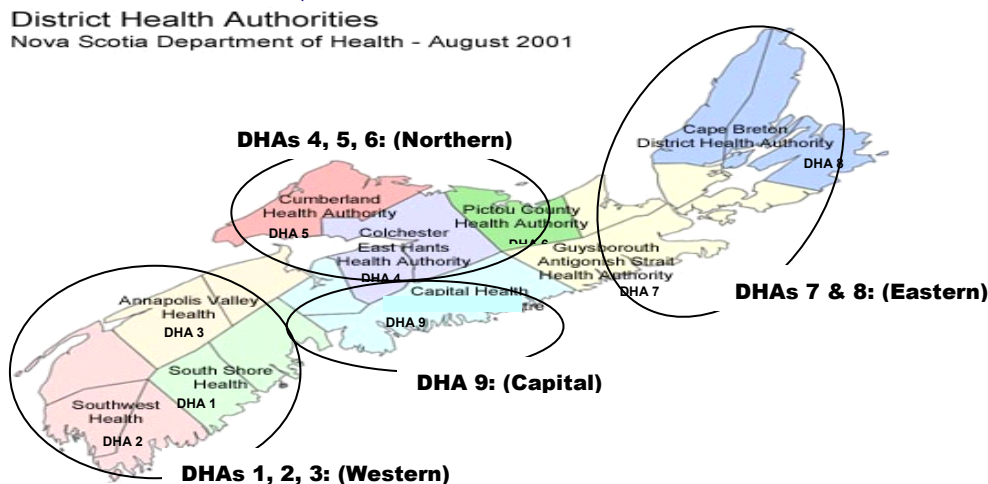 District Health Authorities
Nova Scotia Department of Health - August 2001
DHAs 4, 5, 6: (Northern)
Cape Breton
District Health Authority
DHA 8
Cumberland
Health Authority
DHA 5
Pictou County
Health Authority
DHA 6
Colchester
East Hants
Health Authority
DHA 4
Guysborouth
Antigonish Strait
Health Authority
DHA 7
DHAs 7 & 8: (Eastern)
Capital Health
DHA 9
Annapolis Valley
Health
DHA 3
South Shore
Health
DHA 1
DHA 9: (Capital)
Southwest
Health
DHA 2
DHAs 1, 2, 3: (Western)